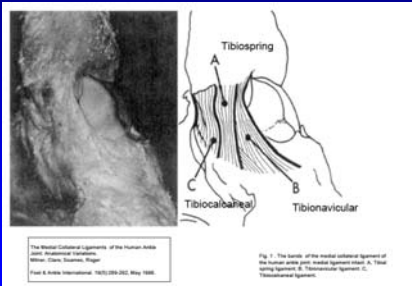 Tibiospring
A
C
B
Tibiocalcaneal
Tibionavicular
The Medial Collateral Ligaments of the Human Ankle
Joint: Anatomical Variations.
Milner, Clare; Soames, Roger
Foot & Ankle International. 19(5):289-292, May 1998.
Fig. 1. The bands of the medial collateral ligament of
the human ankle joint: medial ligament intact. A, Tibial
spring ligament; B, Tibionavicular ligament; C,
Tibiocalcaneal ligament.